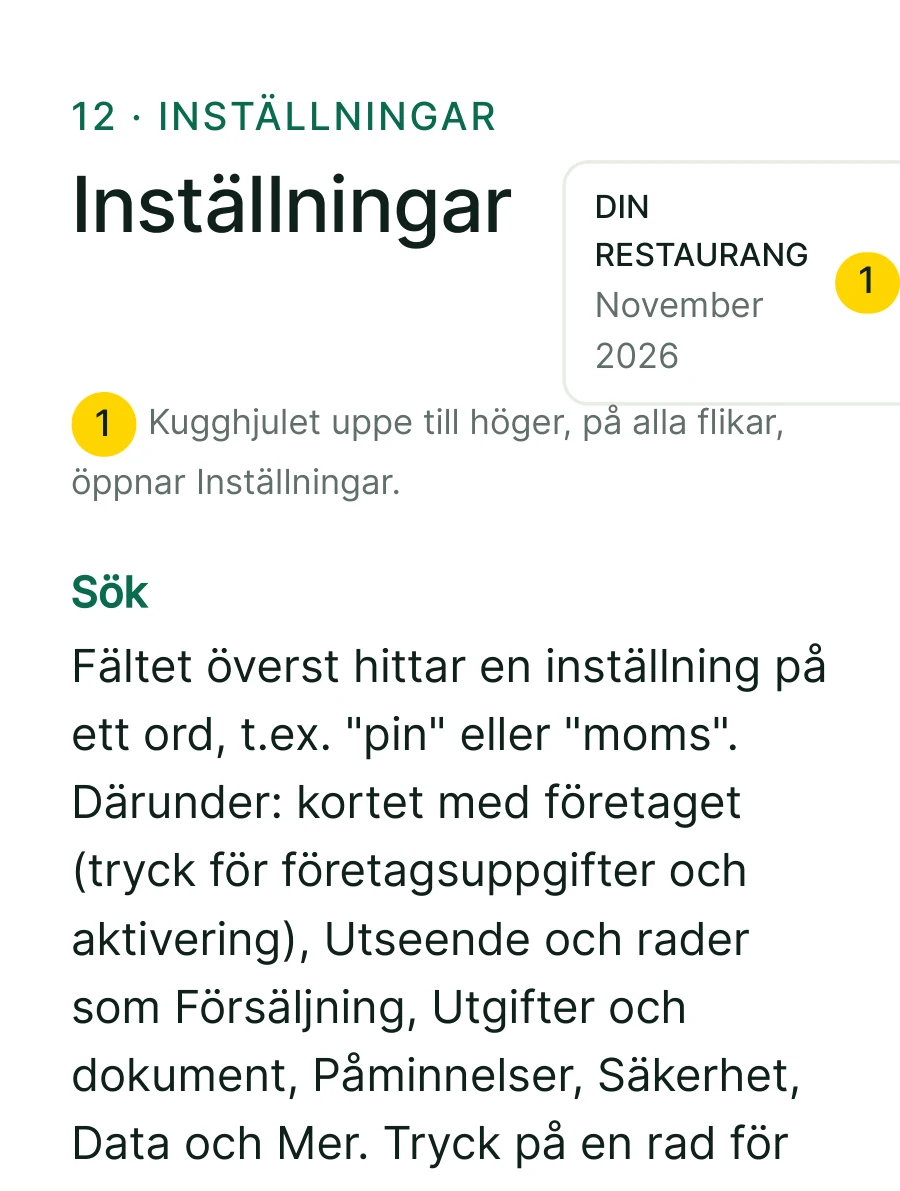 12 · INSTÄLLNINGAR
Inställningar
DIN
RESTAURANG
November
2026
1
1 Kugghjulet uppe till höger, på alla flikar,
öppnar Inställningar.
Sök
Fältet överst hittar en inställning på
ett ord, t.ex. "pin" eller "moms".
Därunder: kortet med företaget
(tryck för företagsuppgifter och
aktivering), Utseende och rader
som Försäljning, Utgifter och
dokument, Påminnelser, Säkerhet,
Data och Mer. Tryck på en rad för